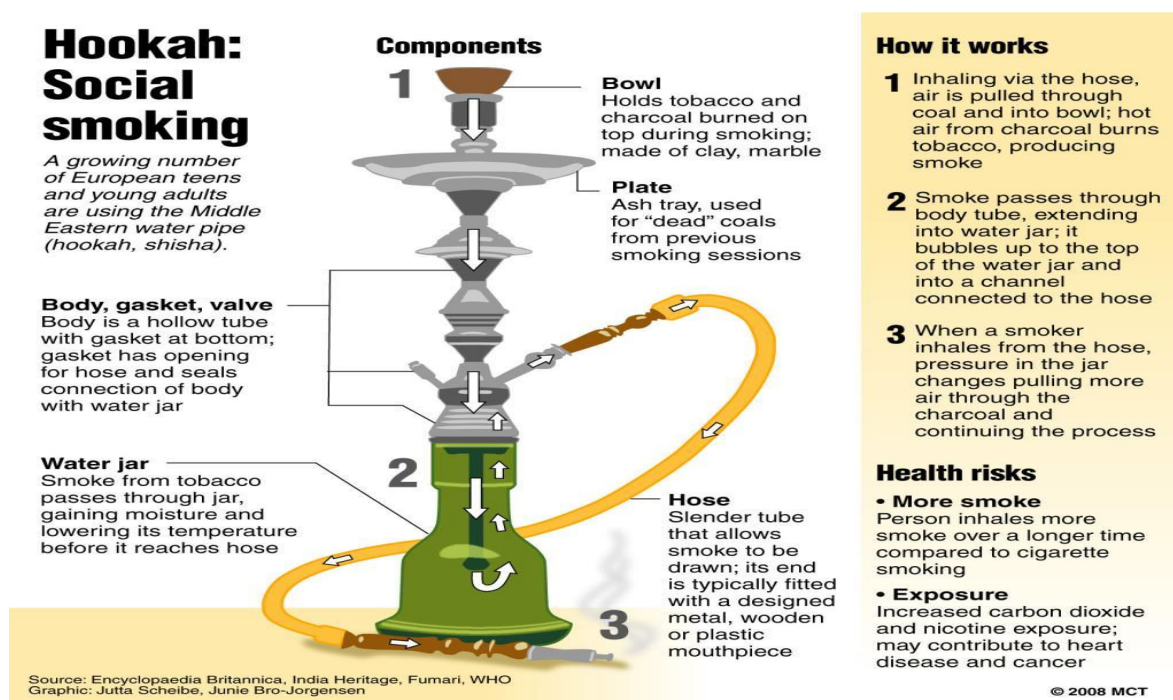 Hookah:
Social
smoking
A growing number
of European teens
and young adults
are using the Middle
Eastern water pipe
(hookah, shisha).
Components
1
Bowl
Holds tobacco and
charcoal burned on
top during smoking;
made of clay, marble
Plate
Ash tray, used
for “dead” coals
from previous
smoking sessions
Body, gasket, valve
Body is a hollow tube
with gasket at bottom;
gasket has opening
for hose and seals
connection of body
with water jar
Water jar
Smoke from tobacco
passes through jar,
gaining moisture and
lowering its temperature
before it reaches hose
2
Hose
Slender tube
that allows
smoke to be
drawn; its end
is typically fitted
with a designed
metal, wooden
or plastic
mouthpiece
3
How it works
1 Inhaling via the hose,
air is pulled through
coal and into bowl; hot
air from charcoal burns
tobacco, producing
smoke
2 Smoke passes through
body tube, extending
into water jar; it
bubbles up to the top
of the water jar and
into a channel
connected to the hose
3 When a smoker
inhales from the hose,
pressure in the jar
changes pulling more
air through the
charcoal and
continuing the process
Health risks
• More smoke
Person inhales more
smoke over a longer time
compared to cigarette
smoking
• Exposure
Increased carbon dioxide
and nicotine exposure;
may contribute to heart
disease and cancer
Source: Encyclopaedia Britannica, India Heritage, Fumari, WHO
Graphic: Jutta Scheibe, Junie Bro-Jorgensen
© 2008 MCT